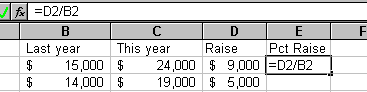 fx =D2/B2
B C D E F
Last year This year Raise Pct Raise
$ 15,000 $ 24,000 $ 9,000 =D2/B2
$ 14,000 $ 19,000 $ 5,000